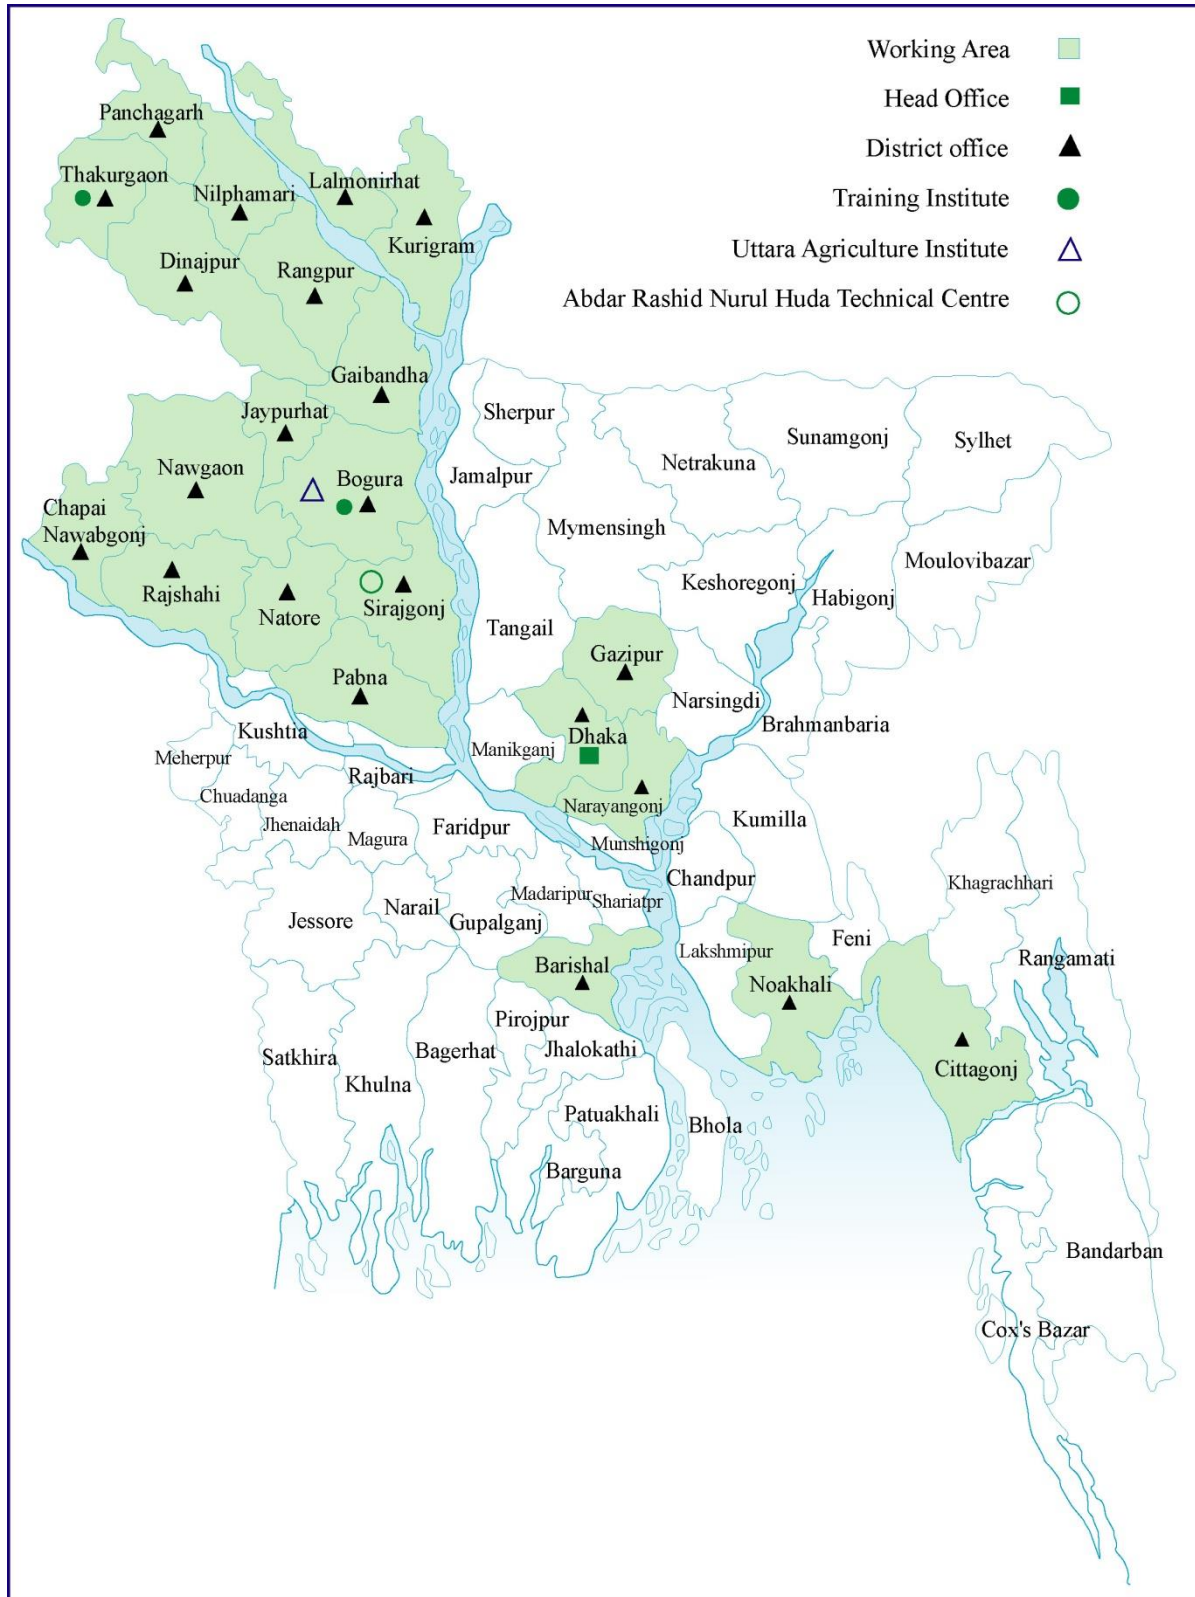 Working Area
Head Office
District office
Training Institute
Uttara Agriculture Institute
Abdar Rashid Nurul Huda Technical Centre
Panchagarh
Thakurgaon
Nilphamari
Lalmonirhat
Kurigram
Dinajpur
Rangpur
Gaibandha
Jaypurhat
Sherpur
Sunamgonj
Sylhet
Netrakuna
Jamalpur
Nawgaon
Bogura
Chapai
Nawabgonj
Mymensingh
Moulovibazar
Keshoregonj
Habigonj
Rajshahi
Natore
Sirajgonj
Tangail
Gazipur
Pabna
Narsingdi
Brahmanbaria
Kushtia
Manikganj
Dhaka
Meherpur
Rajbari
Chuadanga
Narayangonj
Jhenaidah
Magura
Faridpur
Kumilla
Munshigonj
Chandpur
Khagrachhari
Madaripur
Shariatpr
Jessore
Narail
Gupalganj
Feni
Lakshmipur
Rangamati
Barishal
Noakhali
Pirojpur
Jhalokathi
Satkhira
Bagerhat
Khulna
Cittagonj
Patuakhali
Bhola
Barguna
Bandarban
Cox's Bazar